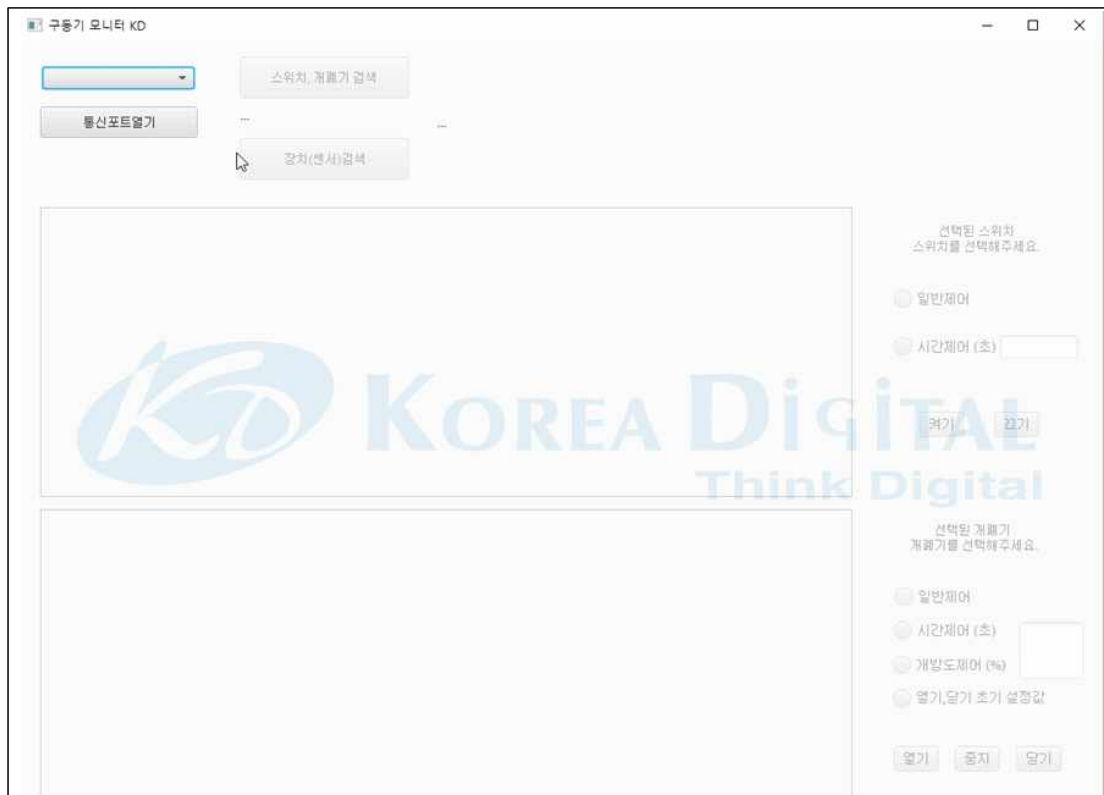 구동기 모니터 KD
스위치, 개폐기 검색
통신포트열기
...
...
장치(센서)검색
선택된 스위치
스위치를 선택해주세요.
일반제어
시간제어 (초)
켜기
끄기
KD KOREA DiGiTAL
Think Digital
선택된 개폐기
개폐기를 선택해주세요.
일반제어
시간제어 (초)
개방도제어 (%)
열기,닫기 초기 설정값
열기
중지
닫기